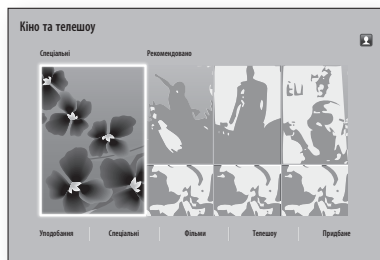 Кіно та телешоу
Спеціальні Рекомендовано
Уподобання Спеціальні Фільми Телешоу Придбане